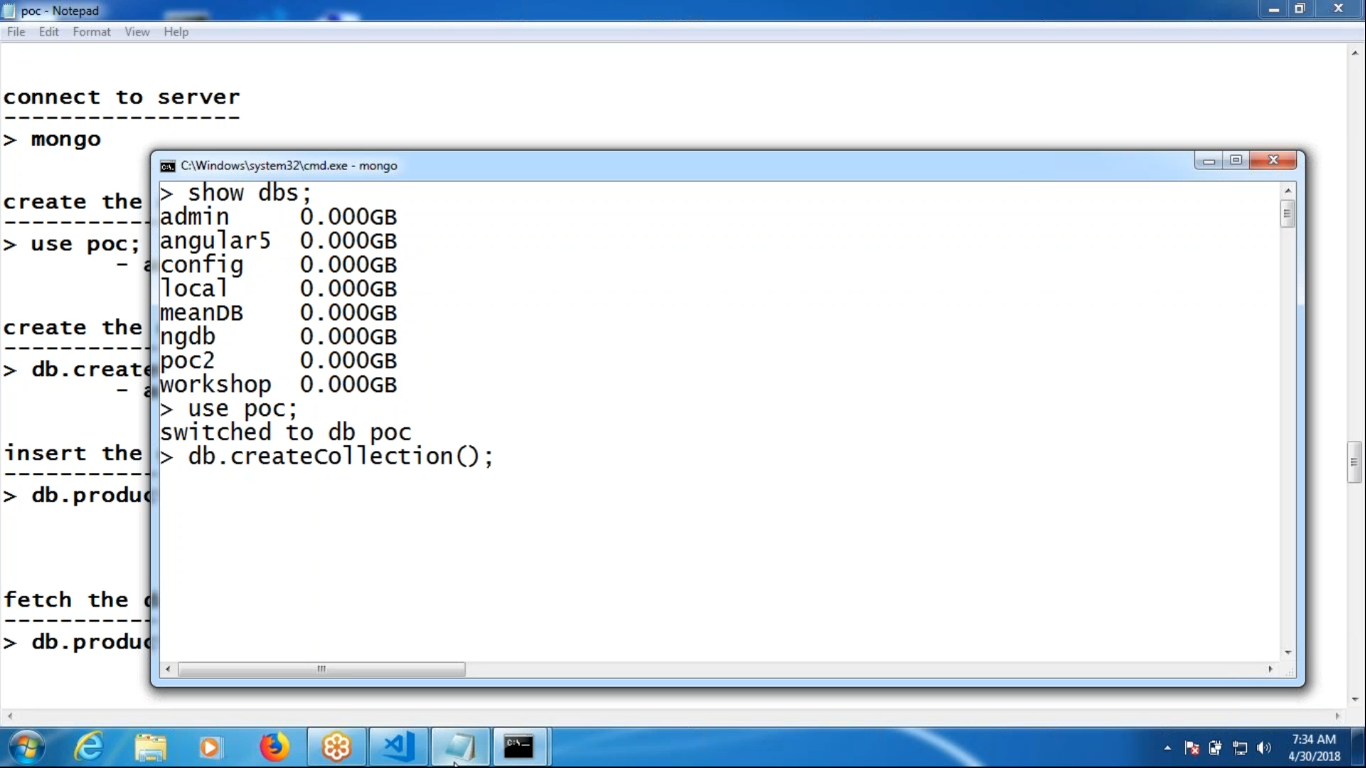 poc - Notepad
File Edit Format View Help
connect to server
-----------------
> mongo
create the
> use poc;
-
create the
> db.create
-
insert the
> db.produc
fetch the
> db.produc
C:\Windows\system32\cmd.exe - mongo
> show dbs;
admin 0.000GB
angular5 0.000GB
config 0.000GB
local 0.000GB
meanDB 0.000GB
ngdb 0.000GB
poc2 0.000GB
workshop 0.000GB
> use poc;
switched to db poc
> db.createCollection();
C:\_
7:34 AM
4/30/2018